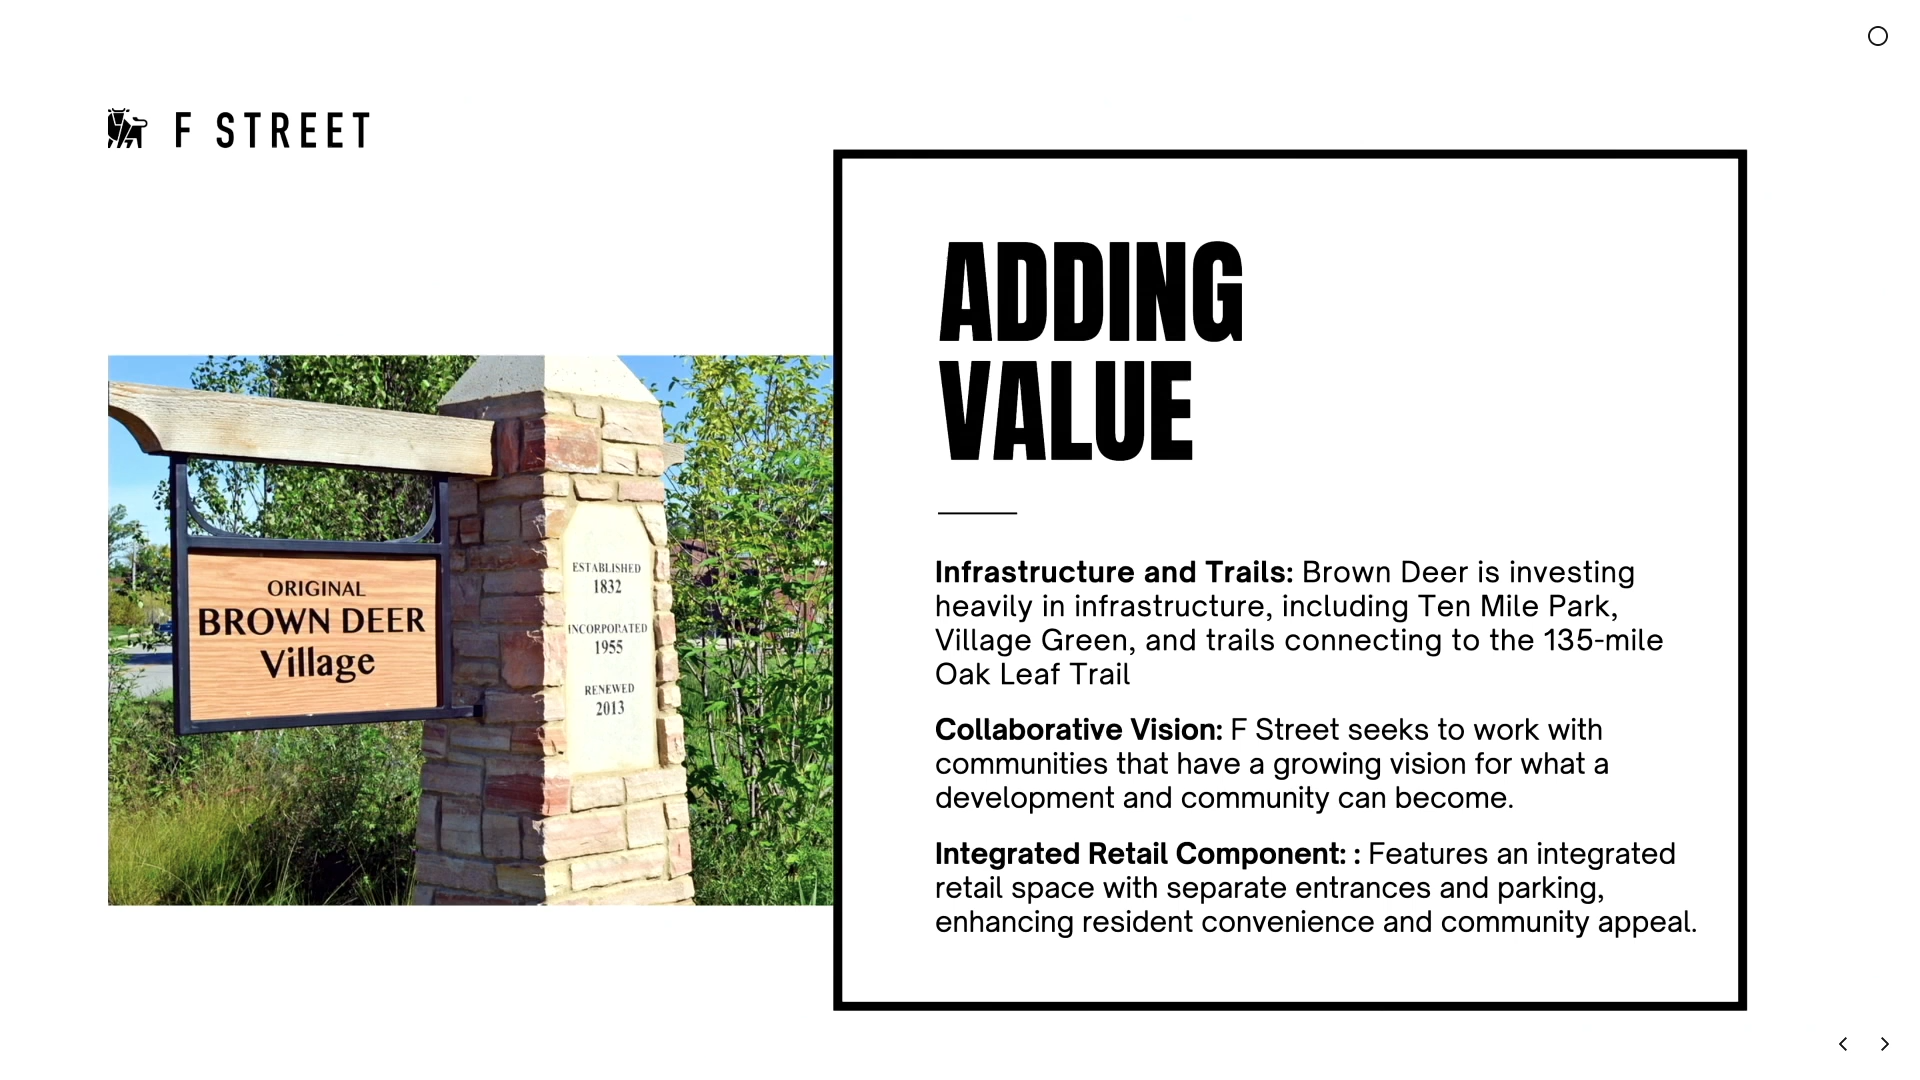 F STREET
ORIGINAL
BROWN DEER
Village
ESTABLISHED
1832
INCORPORATED
1955
RENEWED
2013
ADDING
VALUE
Infrastructure and Trails: Brown Deer is investing
heavily in infrastructure, including Ten Mile Park,
Village Green, and trails connecting to the 135-mile
Oak Leaf Trail
Collaborative Vision: F Street seeks to work with
communities that have a growing vision for what a
development and community can become.
Integrated Retail Component: : Features an integrated
retail space with separate entrances and parking,
enhancing resident convenience and community appeal.